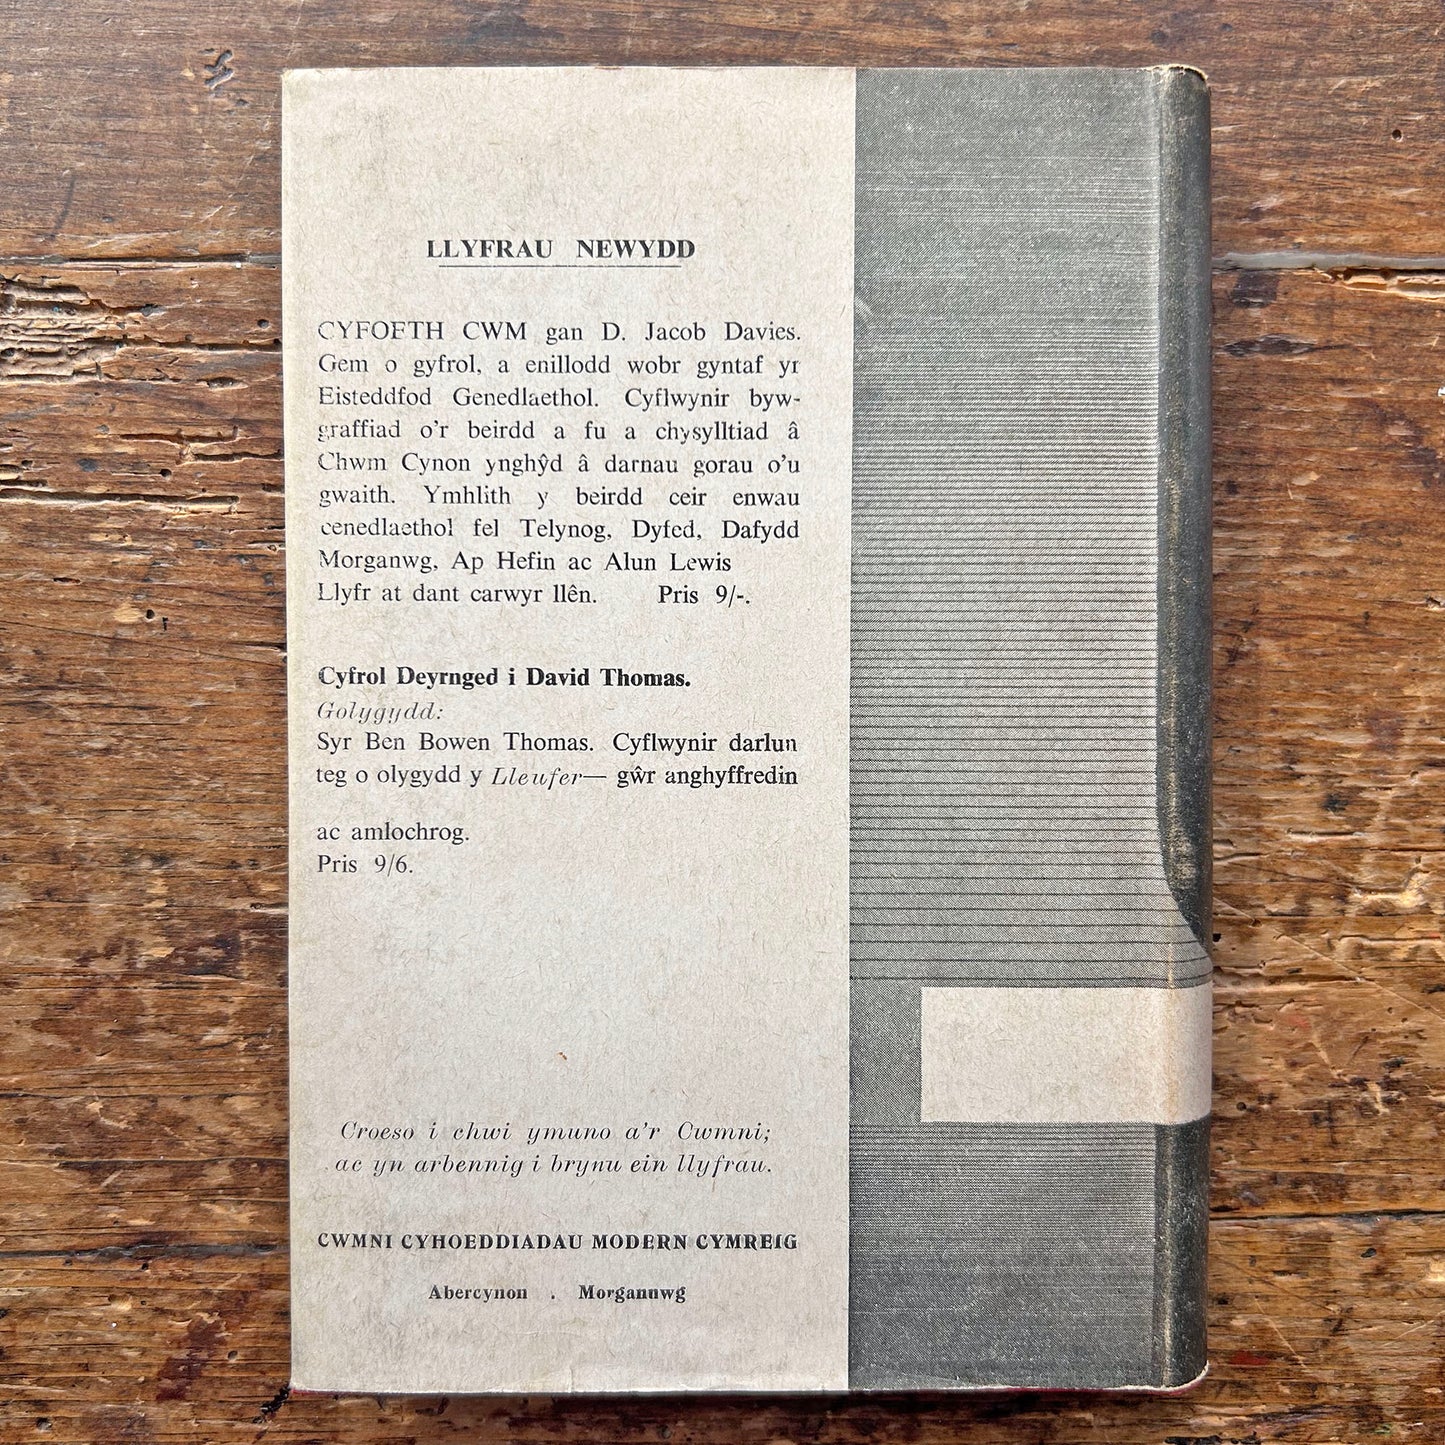 LLYFRAU NEWYDD
CYFOETH CWM gan D. Jacob Davies.
Gem o gyfrol, a enillodd wobr gyntaf yr
Eisteddfod Genedlaethol. Cyflwynir byw-
graffiad o'r beirdd a fu a chysylltiad â
Chwm Cynon ynghŷd â darnau gorau o'u
gwaith. Ymhlith y beirdd ceir enwau
cenedlaethol fel Telynog, Dyfed, Dafydd
Morganwg, Ap Hefin ac Alun Lewis
Llyfr at dant carwyr llên. Pris 9/-.
Cyfrol Deyrnged i David Thomas.
Golygydd:
Syr Ben Bowen Thomas. Cyflwynir darlun
teg o olygydd y Lleufer— gŵr anghyffredin
ac amlochrog.
Pris 9/6.
Croeso i chwi ymuno a'r Cwmni;
ac yn arbennig i brynu ein llyfrau.
CWMNI CYHOEDDIADAU MODERN CYMREIG
Abercynon . Morgannwg